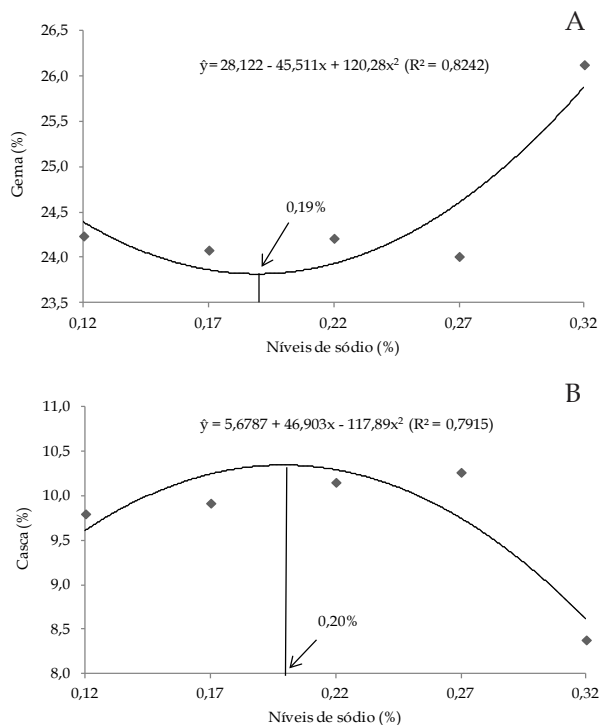 A
ŷ = 28,122 - 45,511x + 120,28x² (R² = 0,8242)
Gema (%)
26,5
26,0
25,5
25,0
24,5
24,0
23,5
0,19%
0,12 0,17 0,22 0,27 0,32
Níveis de sódio (%)
B
ŷ = 5,6787 + 46,903x - 117,89x² (R² = 0,7915)
Casca (%)
11,0
10,5
10,0
9,5
9,0
8,5
8,0
0,20%
0,12 0,17 0,22 0,27 0,32
Níveis de sódio (%)